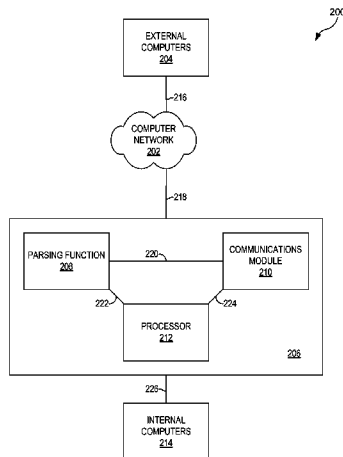 200
EXTERNAL
COMPUTERS
204
216
COMPUTER
NETWORK
202
218
PARSING FUNCTION
208
220
COMMUNICATIONS
MODULE
210
222
224
PROCESSOR
212
206
226
INTERNAL
COMPUTERS
214